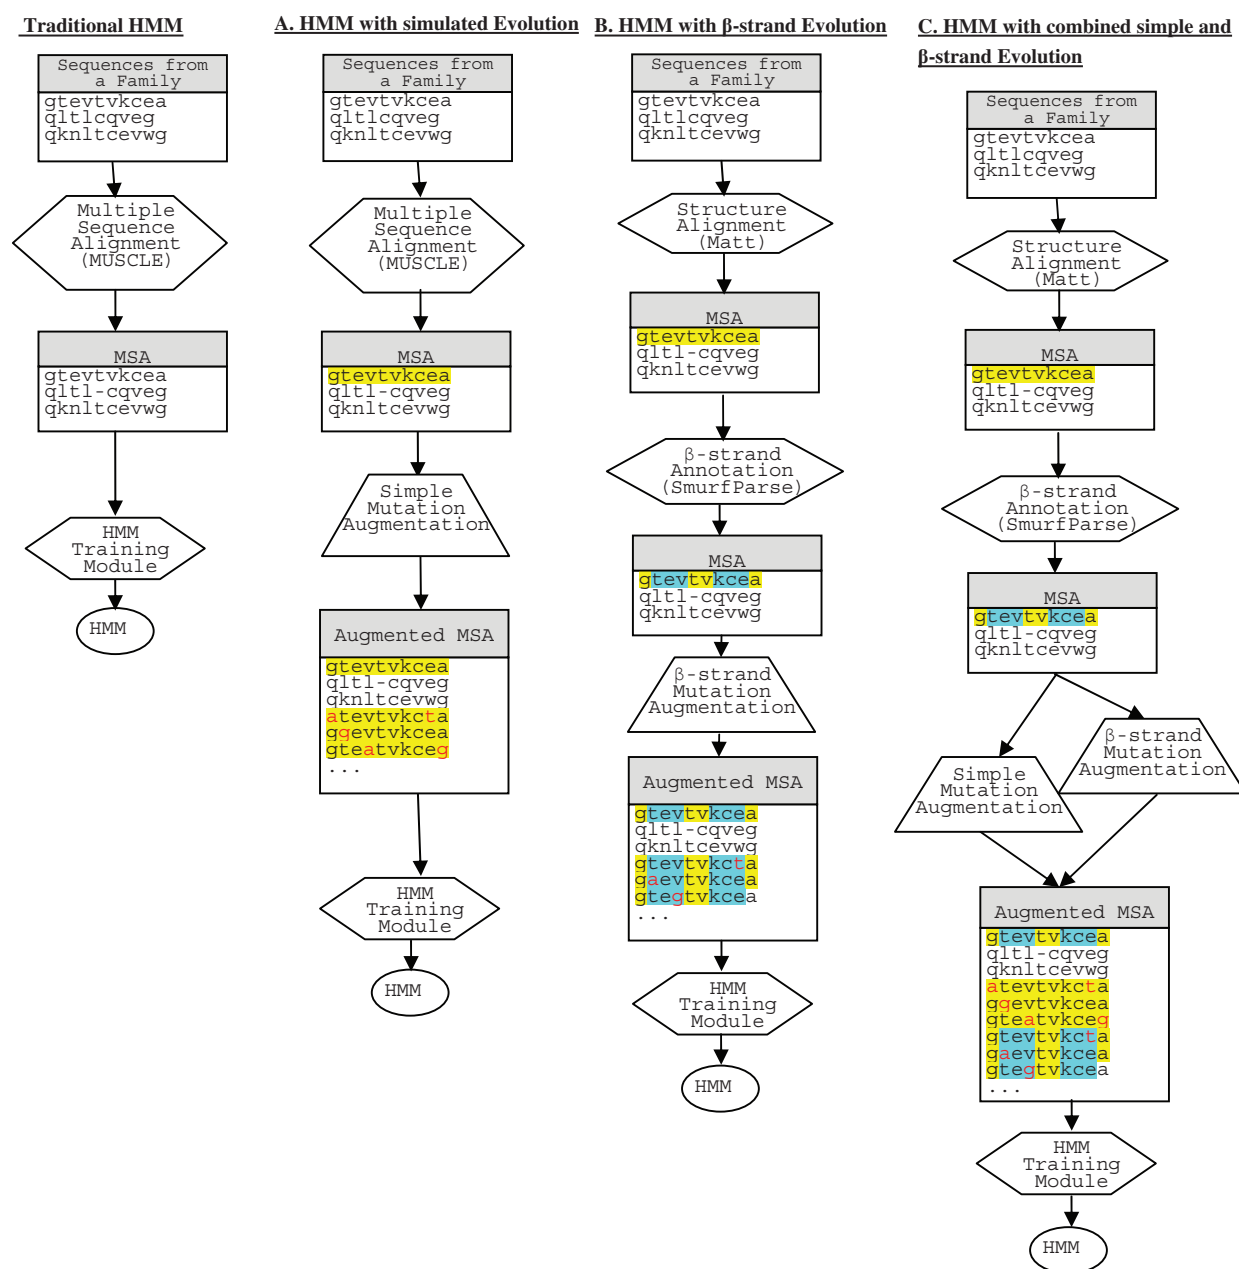 Traditional HMM
Sequences from
a Family
gtevtvkcea
qltlcqveg
qknltcevwg
Multiple
Sequence
Alignment
(MUSCLE)
MSA
gtevtvkcea
qltl-cqveg
qknltcevwg
HMM
Training
Module
HMM
A. HMM with simulated Evolution
Sequences from
a Family
gtevtvkcea
qltlcqveg
qknltcevwg
Multiple
Sequence
Alignment
(MUSCLE)
MSA
gtevtvkcea
qltl-cqveg
qknltcevwg
Simple
Mutation
Augmentation
Augmented MSA
gtevtvkcea
qltl-cqveg
qknltcevwg
atevtvkcta
ggevtvkcea
gteatvkceg
...
HMM
Training
Module
HMM
B. HMM with β-strand Evolution
Sequences from
a Family
gtevtvkcea
qltlcqveg
qknltcevwg
Structure
Alignment
(Matt)
MSA
gtevtvkcea
qltl-cqveg
qknltcevwg
β-strand
Annotation
(SmurfParse)
MSA
gtevtvkcea
qltl-cqveg
qknltcevwg
β-strand
Mutation
Augmentation
Augmented MSA
gtevtvkcea
qltl-cqveg
qknltcevwg
gtevtvkcta
gaevtvkcea
gtegtvkcea
...
HMM
Training
Module
HMM
C. HMM with combined simple and
β-strand Evolution
Sequences from
a Family
gtevtvkcea
qltlcqveg
qknltcevwg
Structure
Alignment
(Matt)
MSA
gtevtvkcea
qltl-cqveg
qknltcevwg
β-strand
Annotation
(SmurfParse)
MSA
gtevtvkcea
qltl-cqveg
qknltcevwg
Simple
Mutation
Augmentation
β-strand
Mutation
Augmentation
Augmented MSA
gtevtvkcea
qltl-cqveg
qknltcevwg
atevtvkcta
ggevtvkcea
gteatvkceg
gtevtvkcta
gaevtvkcea
gtegtvkcea
...
HMM
Training
Module
HMM